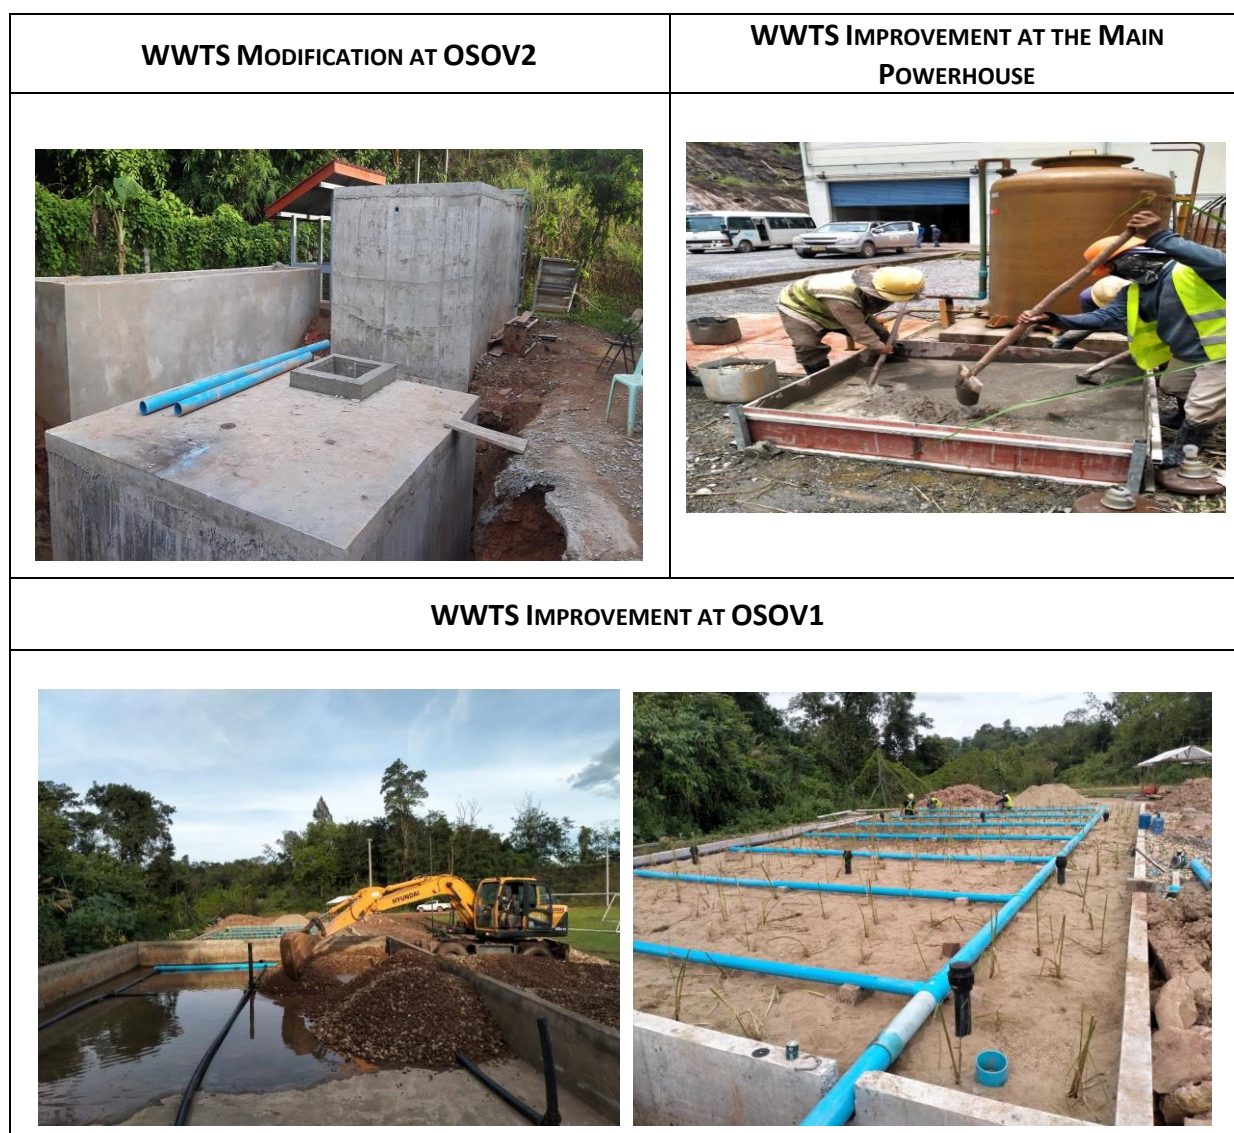 WWTS MODIFICATION AT OSOV2
WWTS IMPROVEMENT AT THE MAIN
POWERHOUSE
WWTS IMPROVEMENT AT OSOV1
HYUNDAI